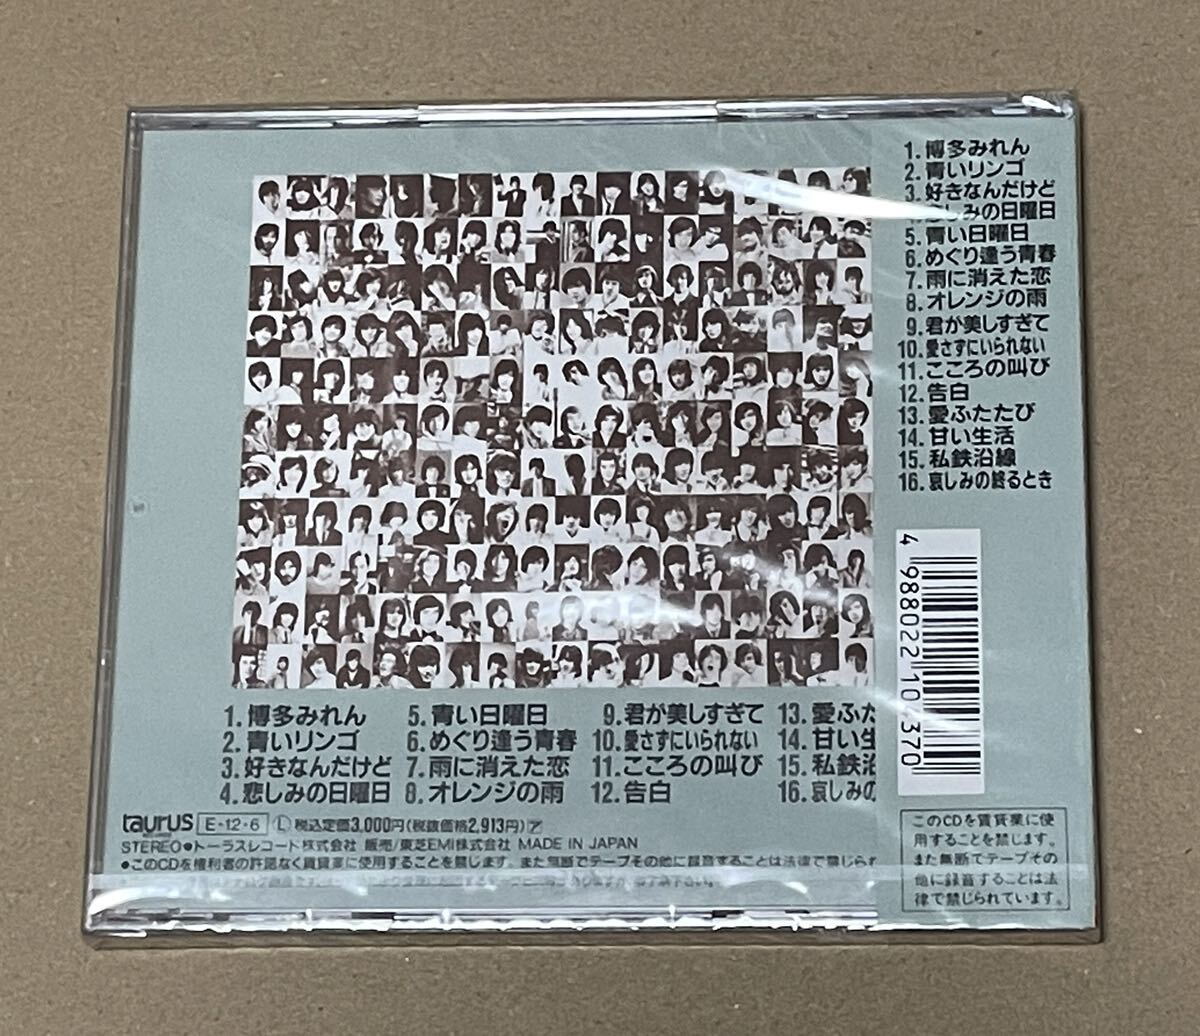 1. 博多みれん
2. 青いリンゴ
3. 好きなんだけど
しみの日曜日
5. 青い日曜日
6. めぐり逢う青春
7. 雨に消えた恋
8. オレンジの雨
9. 君が美しすぎて
10. 愛さずにいられない
11. こころの叫び
12. 告白
13. 愛ふたたび
14. 甘い生活
15. 私鉄沿線
16. 哀しみの終るとき
1. 博多みれん
2. 青いリンゴ
3. 好きなんだけど
4. 悲しみの日曜日
5. 青い日曜日
6. めぐり逢う青春
7. 雨に消えた恋
8. オレンジの雨
9. 君が美しすぎて
10. 愛さずにいられない
11. こころの叫び
12. 告白
13. 愛ふた
14. 甘い生
15. 私鉄沿
16. 哀しみの
taurus E-12-6 Ⓛ 税込定価3,000円(税抜価格2,913円)ア
STEREO●トーラスレコード株式会社 販売/東芝EMI株式会社 MADE IN JAPAN
●このCDを権利者の許諾なく賃貸業に使用することを禁じます。また無断でテープその他に録音することは法律で禁じられ
このCDを賃貸業に使
用することを禁じます。
また無断でテープその
他に録音することは法
律で禁じられています。